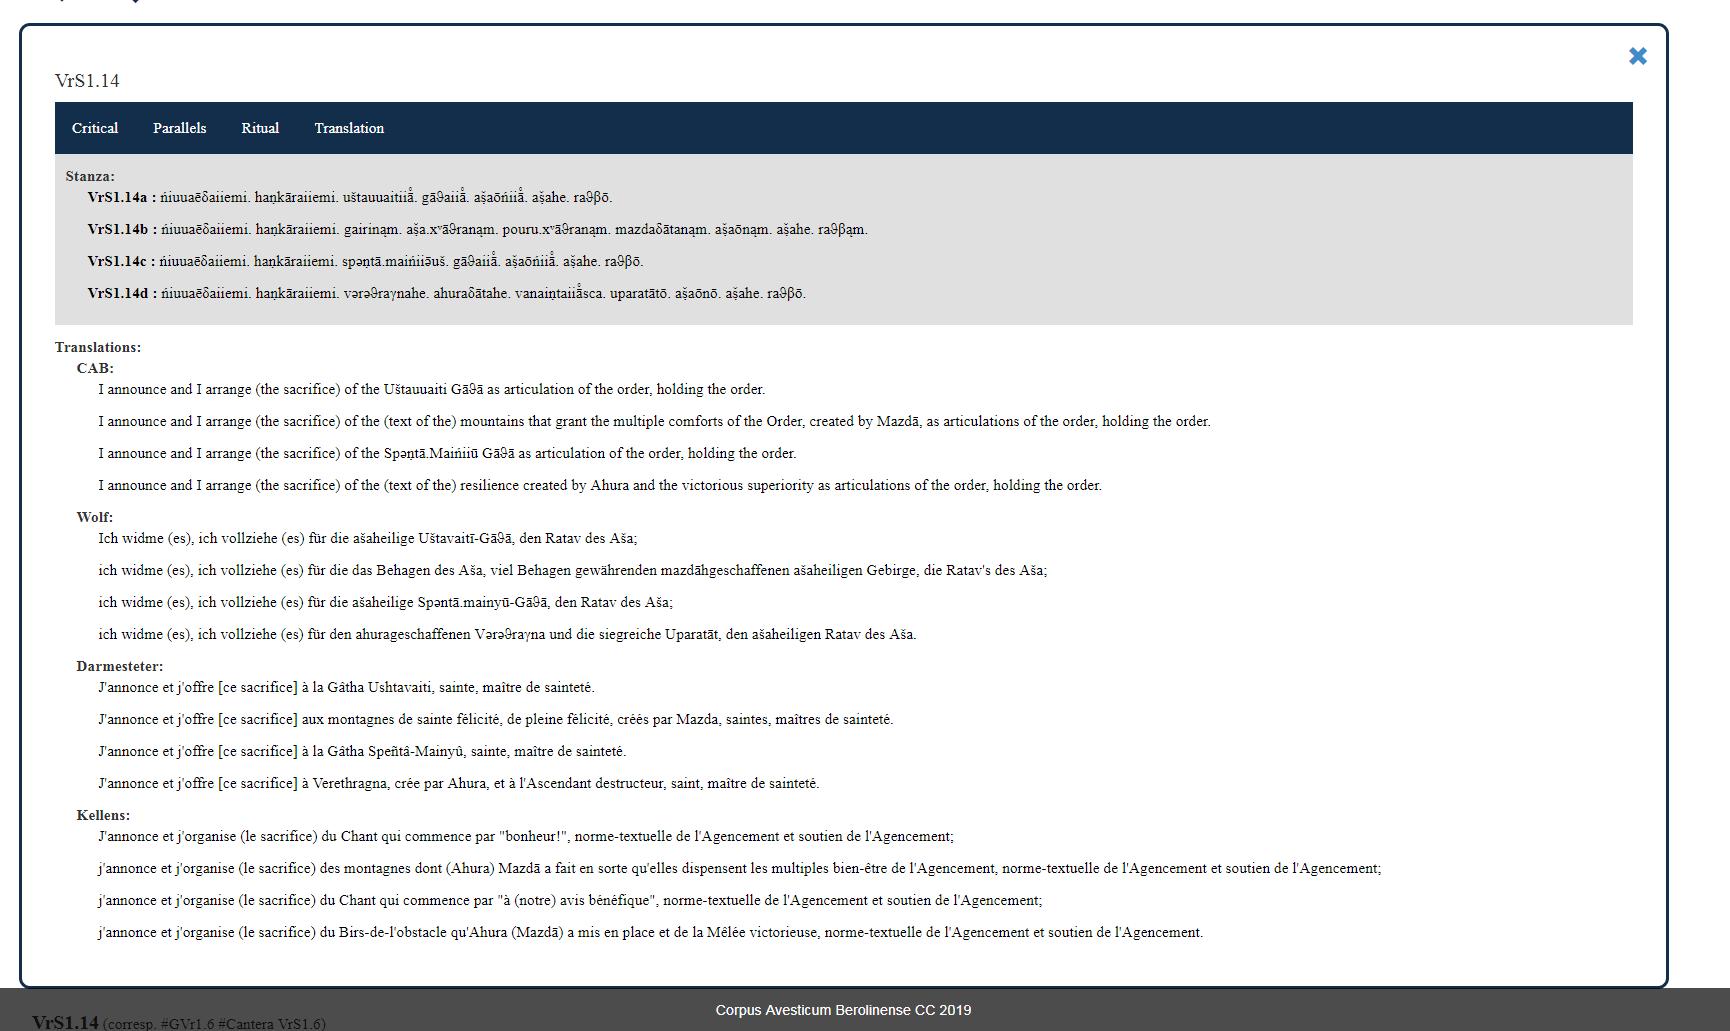 VrS1.14
Critical Parallels Ritual Translation
Stanza:
VrS1.14a : ńiuuaēδaiiemi. haṇkāraiiemi. uštauuaitiiā̊. gāϑaiiā̊. aṣ̌aōńiiā̊. aṣ̌ahe. raϑβō.
VrS1.14b : ńiuuaēδaiiemi. haṇkāraiiemi. gairinąm. aṣ̌a.xᵛāϑranąm. pouru.xᵛāϑranąm. mazdaδātanąm. aṣ̌aōnąm. aṣ̌ahe. raϑβąm.
VrS1.14c : ńiuuaēδaiiemi. haṇkāraiiemi. spəṇtā.maińiiə̄uš. gāϑaiiā̊. aṣ̌aōńiiā̊. aṣ̌ahe. raϑβō.
VrS1.14d : ńiuuaēδaiiemi. haṇkāraiiemi. vərəϑraγnahe. ahuraδātahe. vanaiṇtaiiā̊sca. uparatātō. aṣ̌aōnō. aṣ̌ahe. raϑβō.
Translations:
CAB:
I announce and I arrange (the sacrifice) of the Uštauuaiti Gāϑā as articulation of the order, holding the order.
I announce and I arrange (the sacrifice) of the (text of the) mountains that grant the multiple comforts of the Order, created by Mazdā, as articulations of the order, holding the order.
I announce and I arrange (the sacrifice) of the Spəṇtā.Maińiiū Gāϑā as articulation of the order, holding the order.
I announce and I arrange (the sacrifice) of the (text of the) resilience created by Ahura and the victorious superiority as articulations of the order, holding the order.
Wolf:
Ich widme (es), ich vollziehe (es) für die ašaheilige Uštavaitī-Gāϑā, den Ratav des Aša;
ich widme (es), ich vollziehe (es) für die das Behagen des Aša, viel Behagen gewährenden mazdāhgeschaffenen ašaheiligen Gebirge, die Ratav's des Aša;
ich widme (es), ich vollziehe (es) für die ašaheilige Spəntā.mainyū-Gāϑā, den Ratav des Aša;
ich widme (es), ich vollziehe (es) für den ahurageschaffenen Vərəϑraγna und die siegreiche Uparatāt, den ašaheiligen Ratav des Aša.
Darmesteter:
J'annonce et j'offre [ce sacrifice] à la Gâtha Ushtavaiti, sainte, maître de sainteté.
J'annonce et j'offre [ce sacrifice] aux montagnes de sainte félicité, de pleine félicité, créés par Mazda, saintes, maîtres de sainteté.
J'annonce et j'offre [ce sacrifice] à la Gâtha Speñtâ-Mainyû, sainte, maître de sainteté.
J'annonce et j'offre [ce sacrifice] à Verethragna, crée par Ahura, et à l'Ascendant destructeur, saint, maître de sainteté.
Kellens:
J'annonce et j'organise (le sacrifice) du Chant qui commence par "bonheur!", norme-textuelle de l'Agencement et soutien de l'Agencement;
j'annonce et j'organise (le sacrifice) des montagnes dont (Ahura) Mazdā a fait en sorte qu'elles dispensent les multiples bien-être de l'Agencement, norme-textuelle de l'Agencement et soutien de l'Agencement;
j'annonce et j'organise (le sacrifice) du Chant qui commence par "à (notre) avis bénéfique", norme-textuelle de l'Agencement et soutien de l'Agencement;
j'annonce et j'organise (le sacrifice) du Birs-de-l'obstacle qu'Ahura (Mazdā) a mis en place et de la Mêlée victorieuse, norme-textuelle de l'Agencement et soutien de l'Agencement.
Corpus Avesticum Berolinense CC 2019
VrS1.14 (corresp. #GVr1.6 #Cantera VrS1.6)